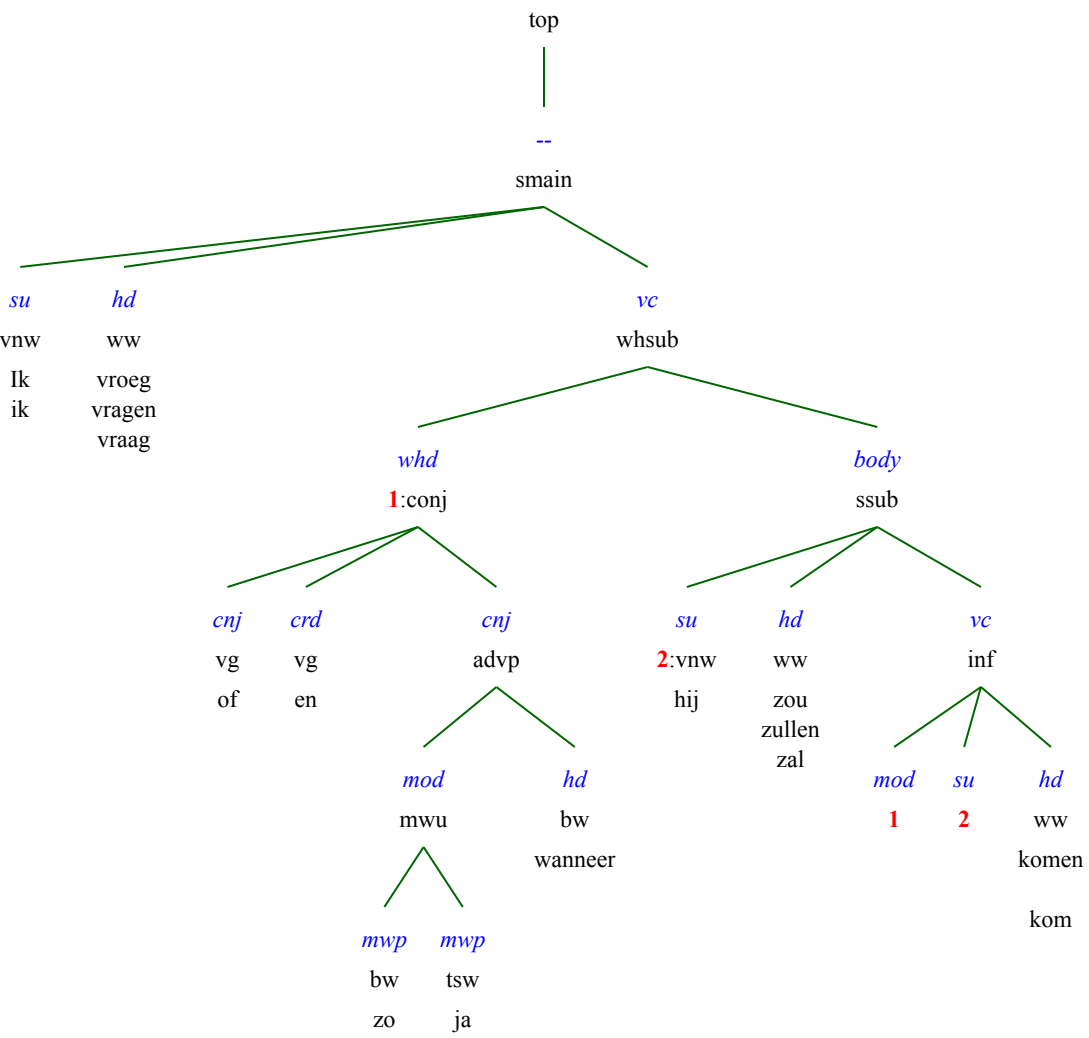 top
--
smain
su hd vc
vnw ww whsub
Ik vroeg
ik vragen
vraag
whd body
1:conj ssub
cnj crd cnj su hd vc
vg vg advp 2:vnw ww inf
of en hij zou
zullen
zal
mod hd mod su hd
mwu bw 1 2 ww
wanneer komen
kom
mwp mwp
bw tsw
zo ja